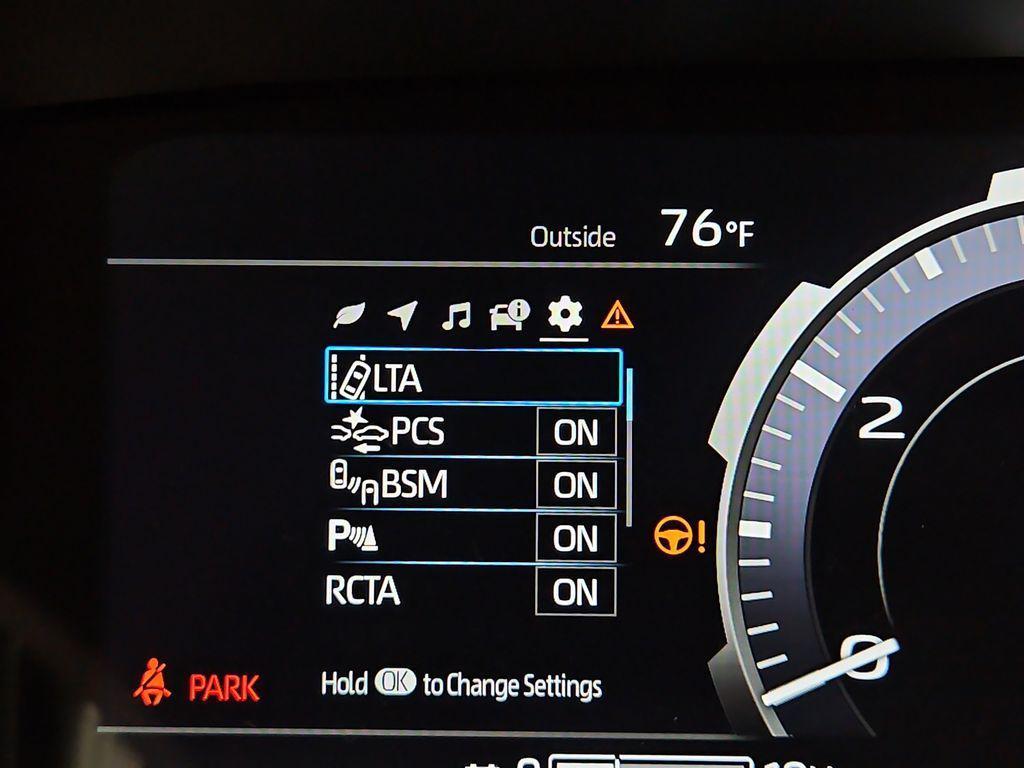 Outside 76°F
LTA
PCS ON
BSM ON
P ON
RCTA ON
2
0
PARK
Hold OK to Change Settings